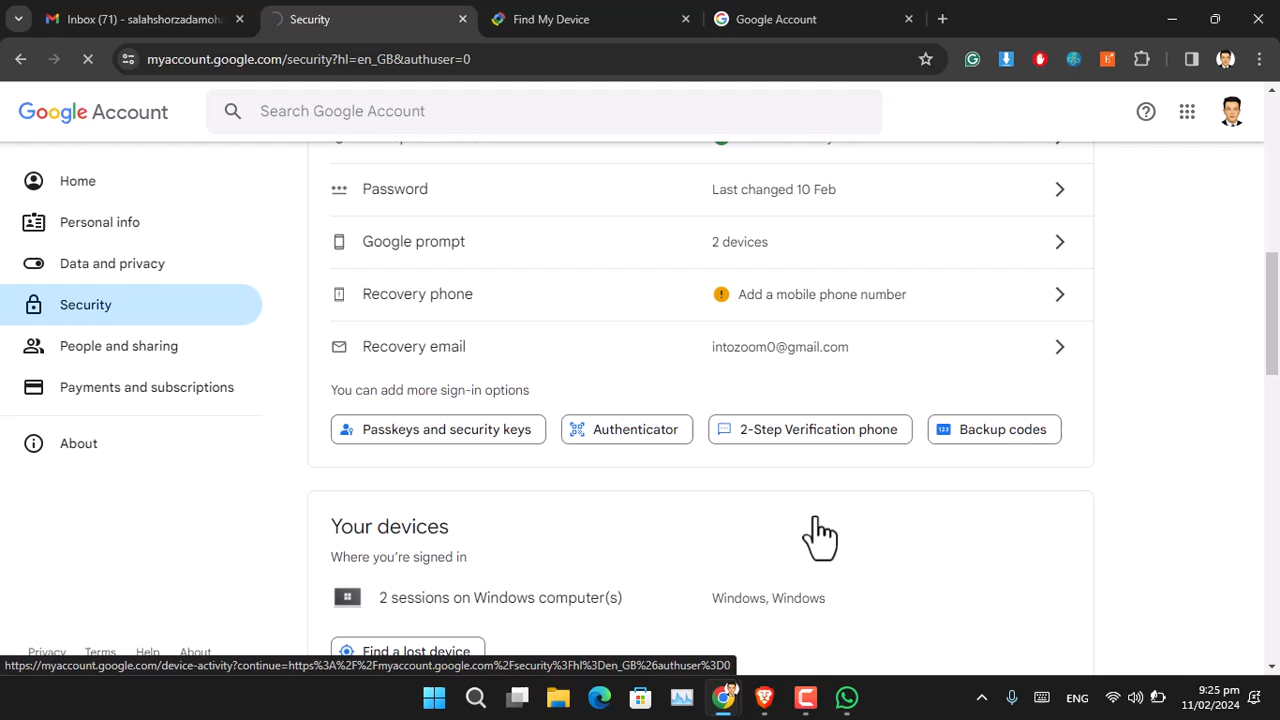 Inbox (71) - salahshorzadamoh
Security
Find My Device
Google Account
myaccount.google.com/security?hl=en_GB&authuser=0
Google Account
Search Google Account
Home
Personal info
Data and privacy
Security
People and sharing
Payments and subscriptions
About
Password
Last changed 10 Feb
Google prompt
2 devices
Recovery phone
Add a mobile phone number
Recovery email
intozoom0@gmail.com
You can add more sign-in options
Passkeys and security keys
Authenticator
2-Step Verification phone
Backup codes
Your devices
Where you're signed in
2 sessions on Windows computer(s)
Windows, Windows
Find a lost device
Privacy Terms Help About
https://myaccount.google.com/device-activity?continue=https%3A%2F%2Fmyaccount.google.com%2Fsecurity%3Fhl%3Den_GB%26authuser%3D0
ENG
9:25 pm
11/02/2024